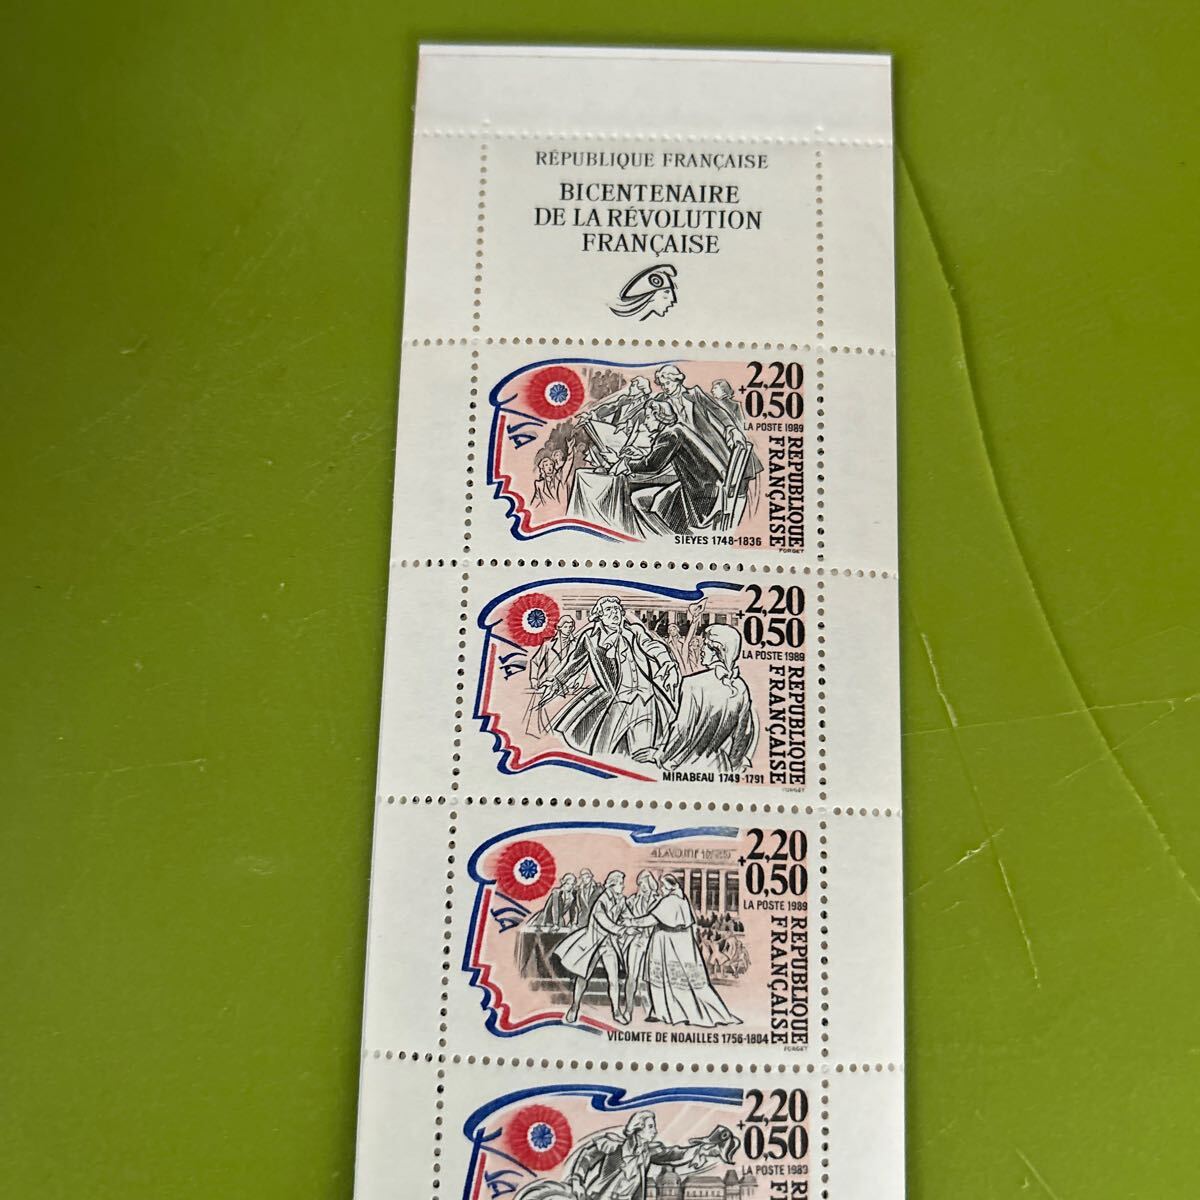 RÉPUBLIQUE FRANÇAISE
BICENTENAIRE
DE LA RÉVOLUTION
FRANÇAISE
2,20
+0,50
LA POSTE 1989
REPUBLIQUE
FRANÇAISE
SIEYES 1748-1836
FORGET
2,20
+0,50
LA POSTE 1989
REPUBLIQUE
FRANÇAISE
MIRABEAU 1749-1791
FORGET
2,20
+0,50
LA POSTE 1989
REPUBLIQUE
FRANÇAISE
VICOMTE DE NOAILLES 1756-1804
FORGET
2,20
+0,50
LA POSTE 1989